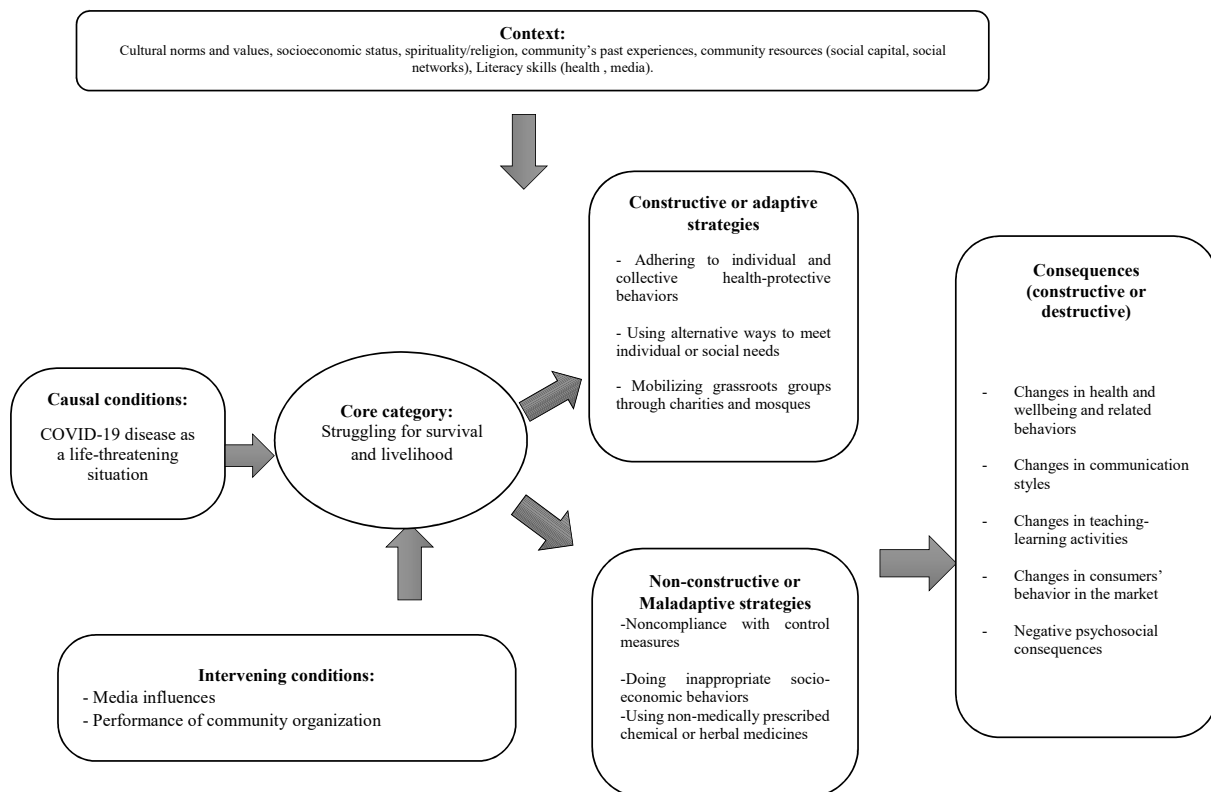 Context:
Cultural norms and values, socioeconomic status, spirituality/religion, community's past experiences, community resources (social capital, social
networks), Literacy skills (health , media).
Constructive or adaptive
strategies
- Adhering to individual and
collective health-protective
behaviors
- Using alternative ways to meet
individual or social needs
- Mobilizing grassroots groups
through charities and mosques
Consequences
(constructive or
destructive)
- Changes in health and
wellbeing and related
behaviors
- Changes in communication
styles
- Changes in teaching-
learning activities
- Changes in consumers'
behavior in the market
- Negative psychosocial
consequences
Causal conditions:
COVID-19 disease as
a life-threatening
situation
Core category:
Struggling for survival
and livelihood
Non-constructive or
Maladaptive strategies
-Noncompliance with control
measures
-Doing inappropriate socio-
economic behaviors
-Using non-medically prescribed
chemical or herbal medicines
Intervening conditions:
- Media influences
- Performance of community organization